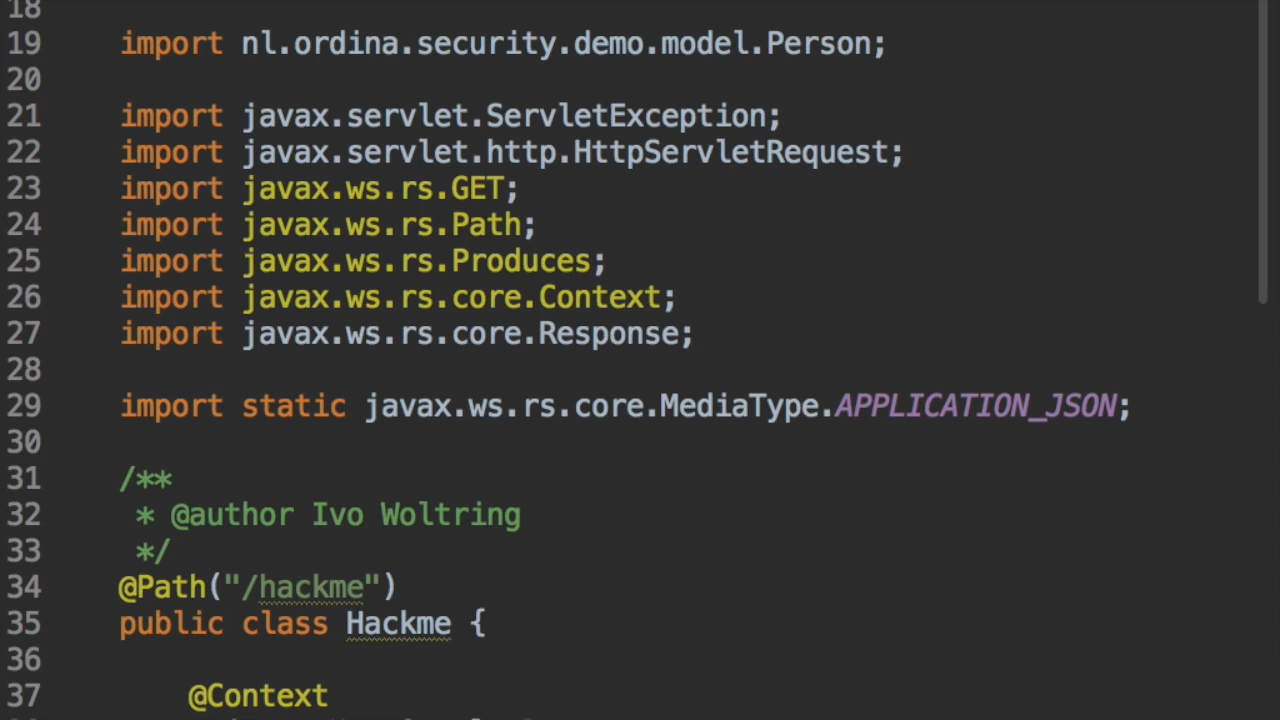 18
19 import nl.ordina.security.demo.model.Person;
20
21 import javax.servlet.ServletException;
22 import javax.servlet.http.HttpServletRequest;
23 import javax.ws.rs.GET;
24 import javax.ws.rs.Path;
25 import javax.ws.rs.Produces;
26 import javax.ws.rs.core.Context;
27 import javax.ws.rs.core.Response;
28
29 import static javax.ws.rs.core.MediaType.APPLICATION_JSON;
30
31 /**
32  * @author Ivo Woltring
33  */
34 @Path("/hackme")
35 public class Hackme {
36
37     @Context